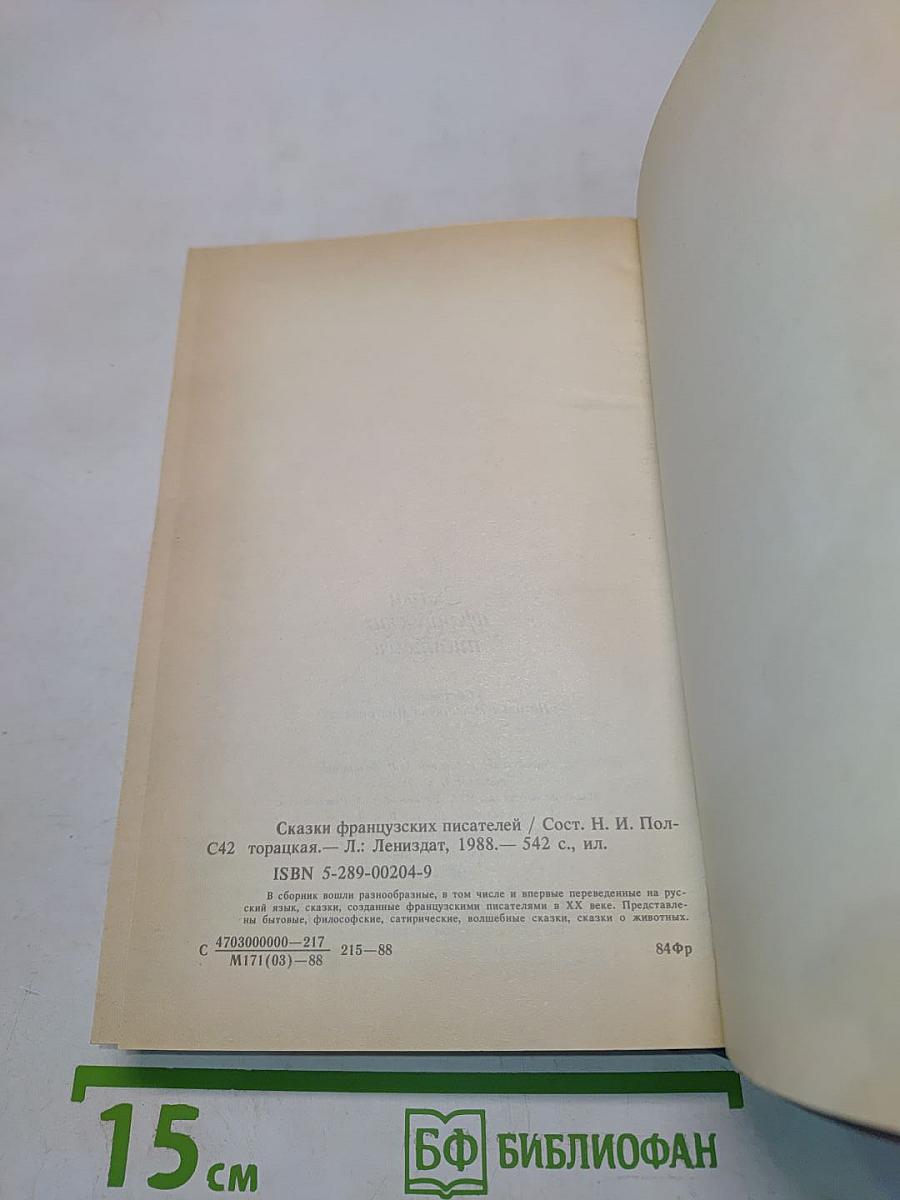 Сказки французских писателей / Сост. Н. И. Пол-
С42 торацкая.— Л.: Лениздат, 1988.— 542 с., ил.
ISBN 5-289-00204-9
В сборник вошли разнообразные, в том числе и впервые переведенные на рус-
ский язык, сказки, созданные французскими писателями в XX веке. Представле-
ны бытовые, философские, сатирические, волшебные сказки, сказки о животных.
С 4703000000—217 215—88 84Фр
М171(03)—88
15 см БФ БИБЛИОФАН